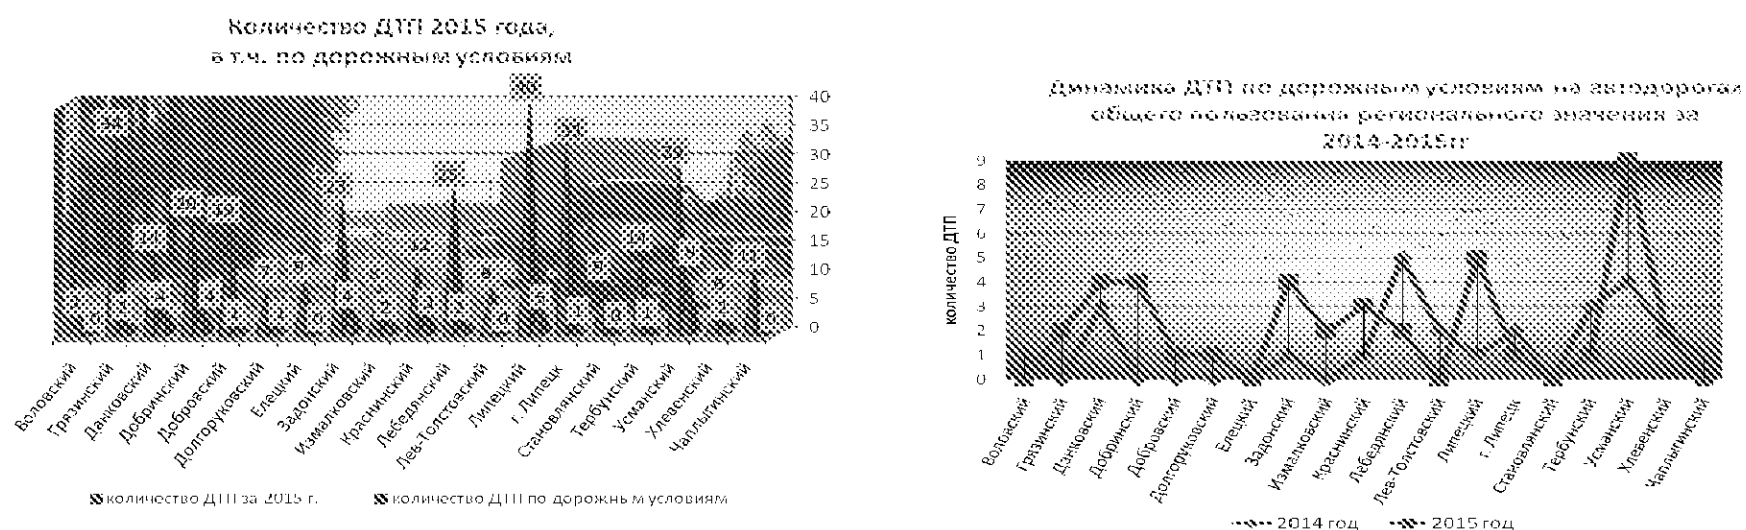 Количество ДТП 2015 года,
в т.ч. по дорожным условиям
40
35
30
25
20
15
10
5
0
Воловский
Грязинский
Данковский
Добринский
Добровский
Долгоруковский
Елецкий
Задонский
Измалковский
Краснинский
Лебедянский
Лев-Толстовский
Липецкий
г. Липецк
Становлянский
Тербунский
Усманский
Хлевенский
Чаплыгинский
количество ДТП за 2015 г.
количество ДТП по дорожным условиям
Динамика ДТП по дорожным условиям на автодорогах
общего пользования регионального значения за
2014-2015гг
количество ДТП
9
8
7
6
5
4
3
2
1
0
Воловский
Грязинский
Данковский
Добринский
Добровский
Долгоруковский
Елецкий
Задонский
Измалковский
Краснинский
Лебедянский
Лев-Толстовский
Липецкий
г. Липецк
Становлянский
Тербунский
Усманский
Хлевенский
Чаплыгинский
2014 год
2015 год